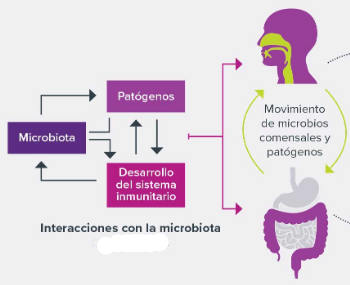 Patógenos
Microbiota
Desarrollo
del sistema
inmunitario
Interacciones con la microbiota
Movimiento
de microbios
comensales y
patógenos